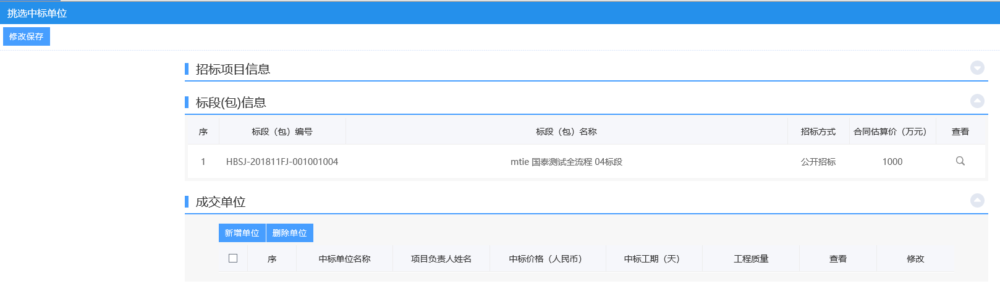 挑选中标单位
修改保存
招标项目信息
标段(包)信息
序 标段（包）编号 标段（包）名称 招标方式 合同估算价（万元） 查看
1 HBSJ-201811FJ-001001004 mtie 国泰测试全流程 04标段 公开招标 1000
成交单位
新增单位 删除单位
序 中标单位名称 项目负责人姓名 中标价格（人民币） 中标工期（天） 工程质量 查看 修改